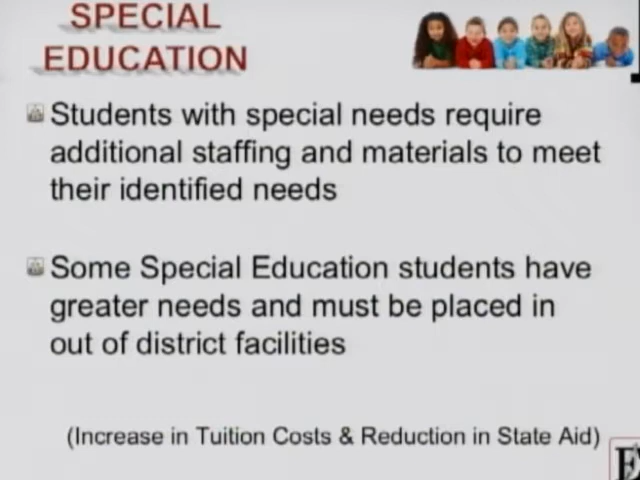 SPECIAL
EDUCATION
Students with special needs require
additional staffing and materials to meet
their identified needs
Some Special Education students have
greater needs and must be placed in
out of district facilities
(Increase in Tuition Costs & Reduction in State Aid)
E